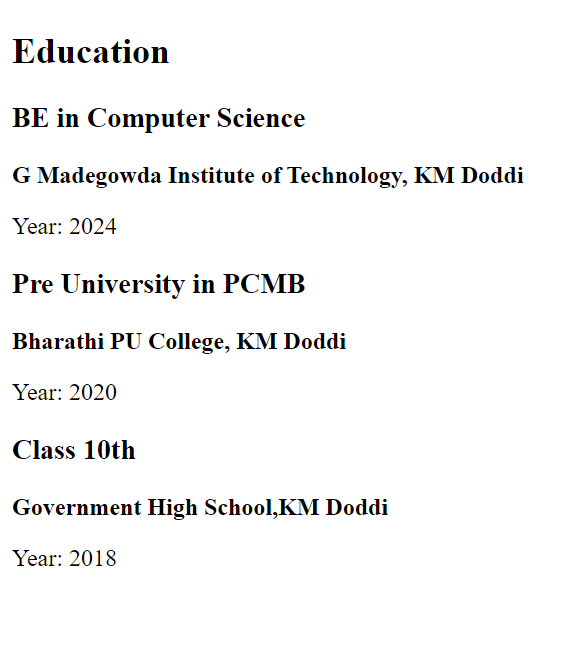 Education
BE in Computer Science
G Madegowda Institute of Technology, KM Doddi
Year: 2024
Pre University in PCMB
Bharathi PU College, KM Doddi
Year: 2020
Class 10th
Government High School,KM Doddi
Year: 2018